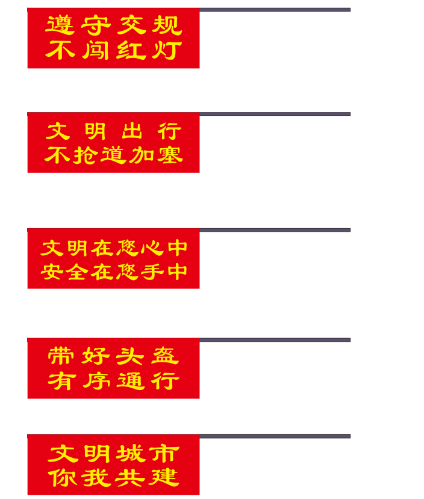 遵守交规
不闯红灯
文明出行
不抢道加塞
文明在您心中
安全在您手中
带好头盔
有序通行
文明城市
你我共建